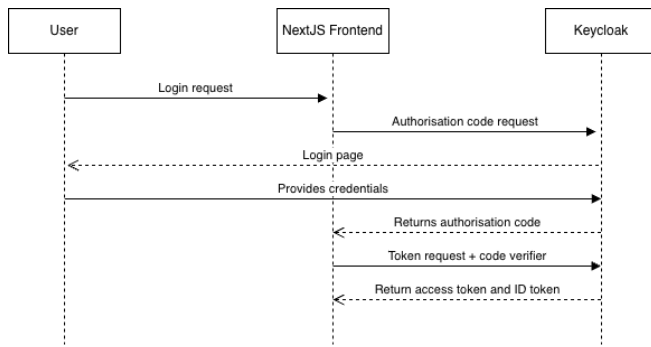 User
NextJS Frontend
Keycloak
Login request
Authorisation code request
Login page
Provides credentials
Returns authorisation code
Token request + code verifier
Return access token and ID token